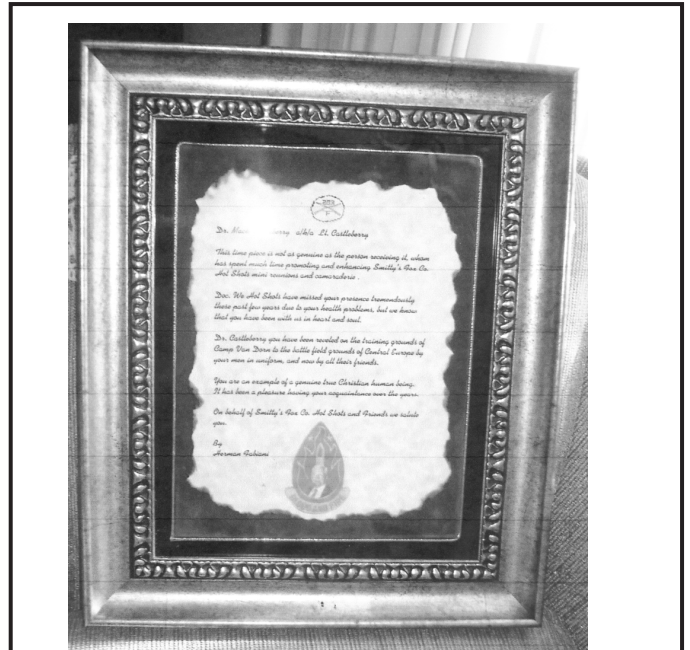 Dr. a/k/a Lt. Castleberry
This time piece is not as genuine as the person receiving it, whom
has spent much time promoting and enhancing Smitty's Fox Co.
Hot Shots mini reunions and camaraderie .
Doc. We Hot Shots have missed your presence tremendously
these past few years due to your health problems, but we know
that you have been with us in heart and soul.
Dr. Castleberry you have been reveled on the training grounds of
Camp Van Dorn to the battle field grounds of Central Europe by
your men in uniform, and now by all their friends.
You are an example of a genuine true Christian human being.
It has been a pleasure having your acquaintance over the years.
On behalf of Smitty's Fox Co. Hot Shots and Friends we salute
you.
By
Herman Fabiani